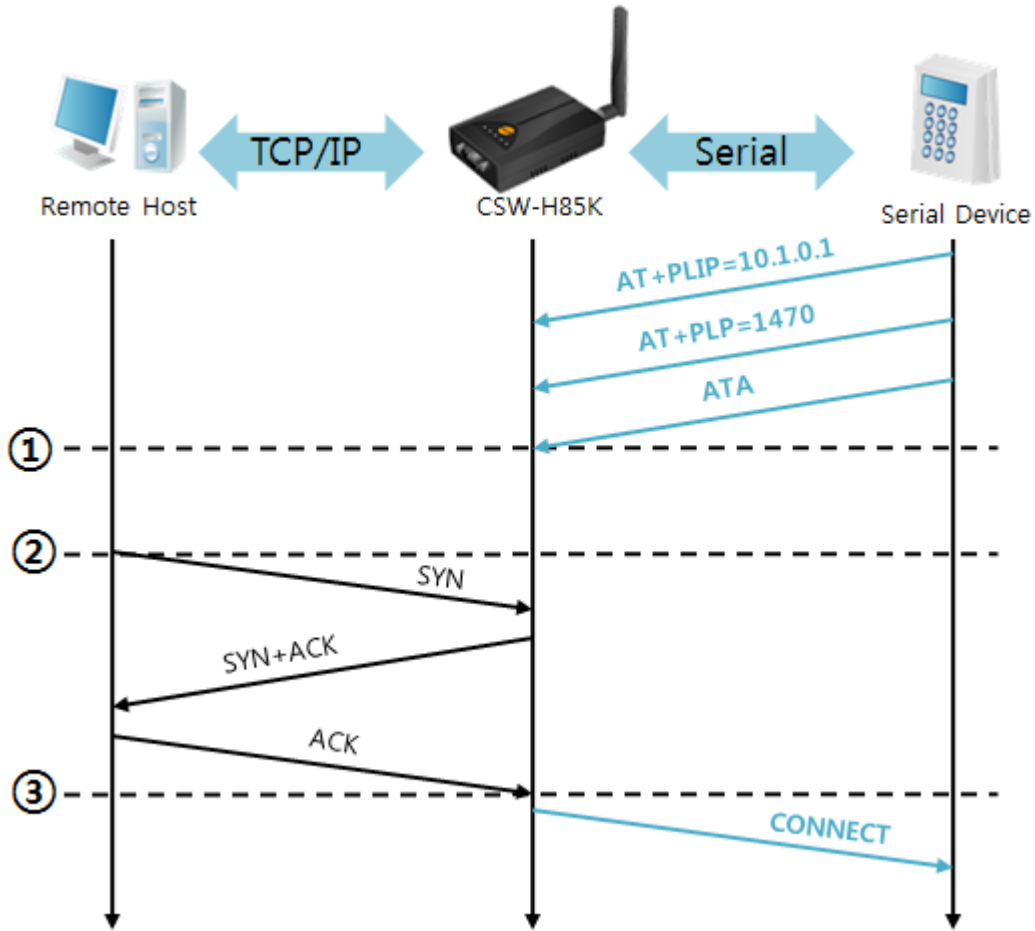 TCP/IP
Serial
Remote Host
CSW-H85K
Serial Device
AT+PLIP=10.1.0.1
AT+PLP=1470
ATA
①
②
SYN
SYN+ACK
ACK
③
CONNECT